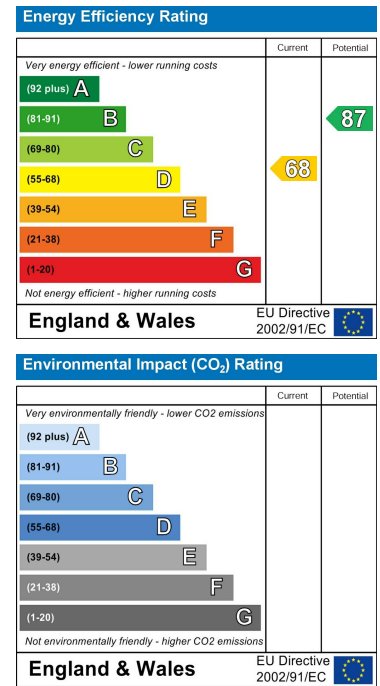 Energy Efficiency Rating
Current Potential
Very energy efficient - lower running costs
(92 plus) A
(81-91) B
87
(69-80) C
(55-68) D
68
(39-54) E
(21-38) F
(1-20) G
Not energy efficient - higher running costs
England & Wales
EU Directive
2002/91/EC
Environmental Impact (CO₂) Rating
Current Potential
Very environmentally friendly - lower CO2 emissions
(92 plus) A
(81-91) B
(69-80) C
(55-68) D
(39-54) E
(21-38) F
(1-20) G
Not environmentally friendly - higher CO2 emissions
England & Wales
EU Directive
2002/91/EC